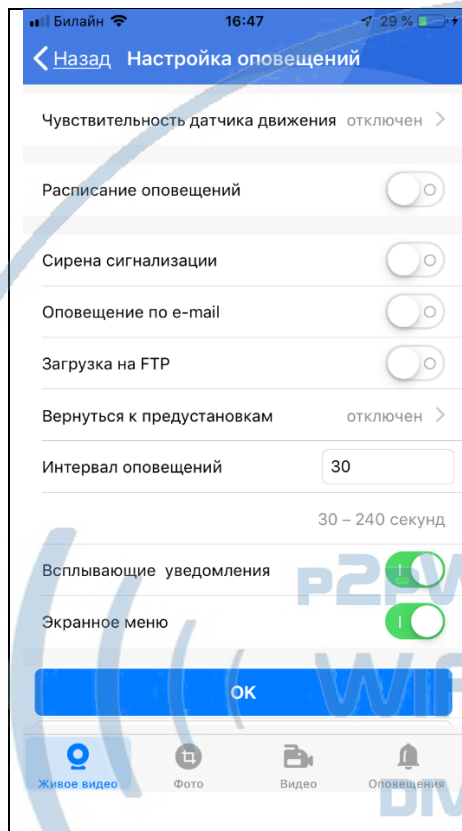 Билайн 16:47 29 %
Назад Настройка оповещений
Чувствительность датчика движения отключен
Расписание оповещений
Сирена сигнализации
Оповещение по e-mail
Загрузка на FTP
Вернуться к предустановкам отключен
Интервал оповещений 30
30 – 240 секунд
Всплывающие уведомления
Экранное меню
ОК
Живое видео Фото Видео Оповещения